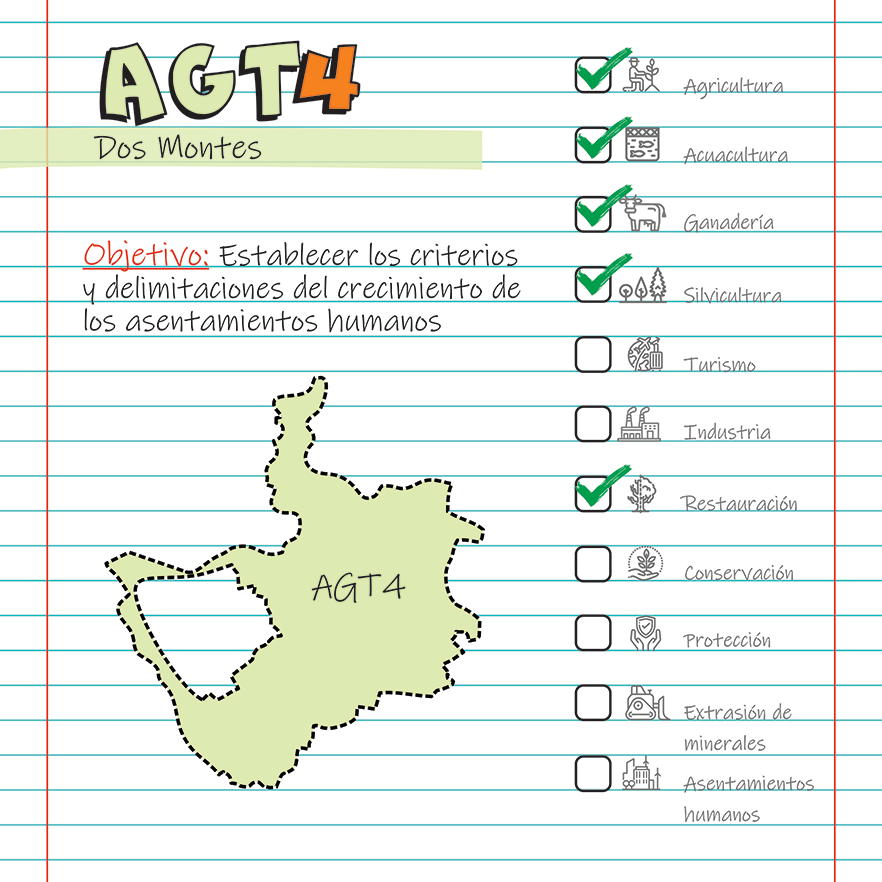 AGT4
Dos Montes
Objetivo: Establecer los criterios
y delimitaciones del crecimiento de
los asentamientos humanos
AGT4
Agricultura
Acuacultura
Ganadería
Silvicultura
Turismo
Industria
Restauración
Conservación
Protección
Extrasión de
minerales
Asentamientos
humanos